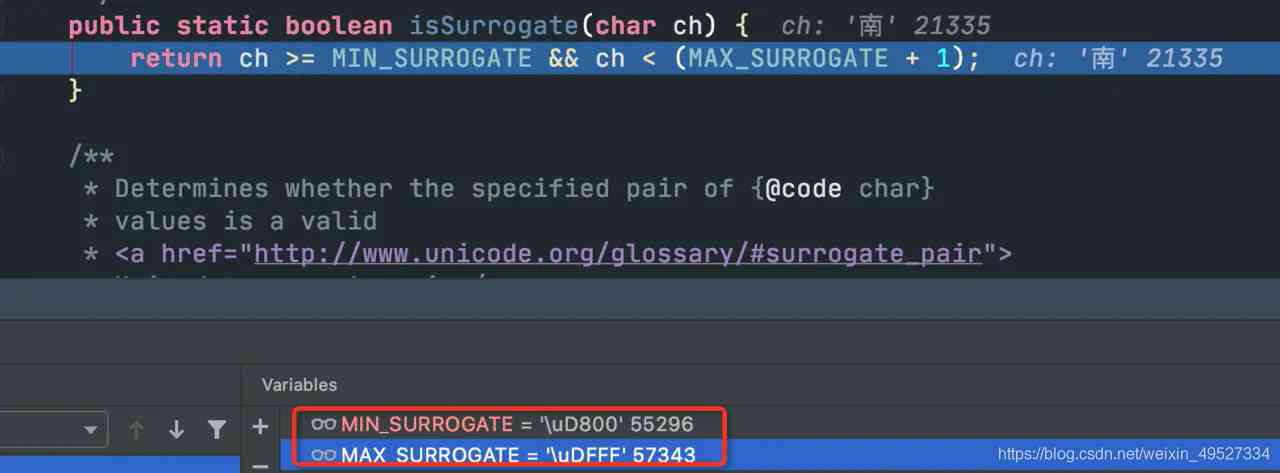 public static boolean isSurrogate(char ch) { ch: '南' 21335
return ch >= MIN_SURROGATE && ch < (MAX_SURROGATE + 1); ch: '南' 21335
}
/**
* Determines whether the specified pair of {@code char}
* values is a valid
* <a href="http://www.unicode.org/glossary/#surrogate_pair">
Variables
MIN_SURROGATE = '\uD800' 55296
MAX_SURROGATE = '\uDFFF' 57343
https://blog.csdn.net/weixin_49527334